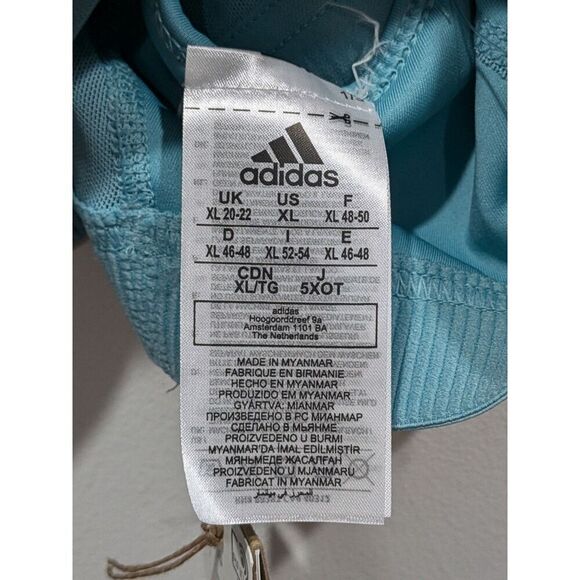 adidas
UK US F
XL 20-22 XL XL 48-50
D I E
XL 46-48 XL 52-54 XL 46-48
CDN J
XL/TG 5XOT
adidas
Hoogoorddreef 9a
Amsterdam 1101 BA
The Netherlands
MADE IN MYANMAR
FABRIQUE EN BIRMANIE
HECHO EN MYANMAR
PRODUZIDO EM MYANMAR
GYÁRTVA: MIANMAR
ПРОИЗВЕДЕНО В РС МИАНМАР
СДЕЛАНО В МЬЯНМЕ
PROIZVEDENO U BURMI
MYANMAR'DA İMAL EDİLMİŞTİR
МЯНЬМЕДЕ ЖАСАЛҒАН
PROIZVEDENO U MJANMARU
FABRICAT IN MYANMAR